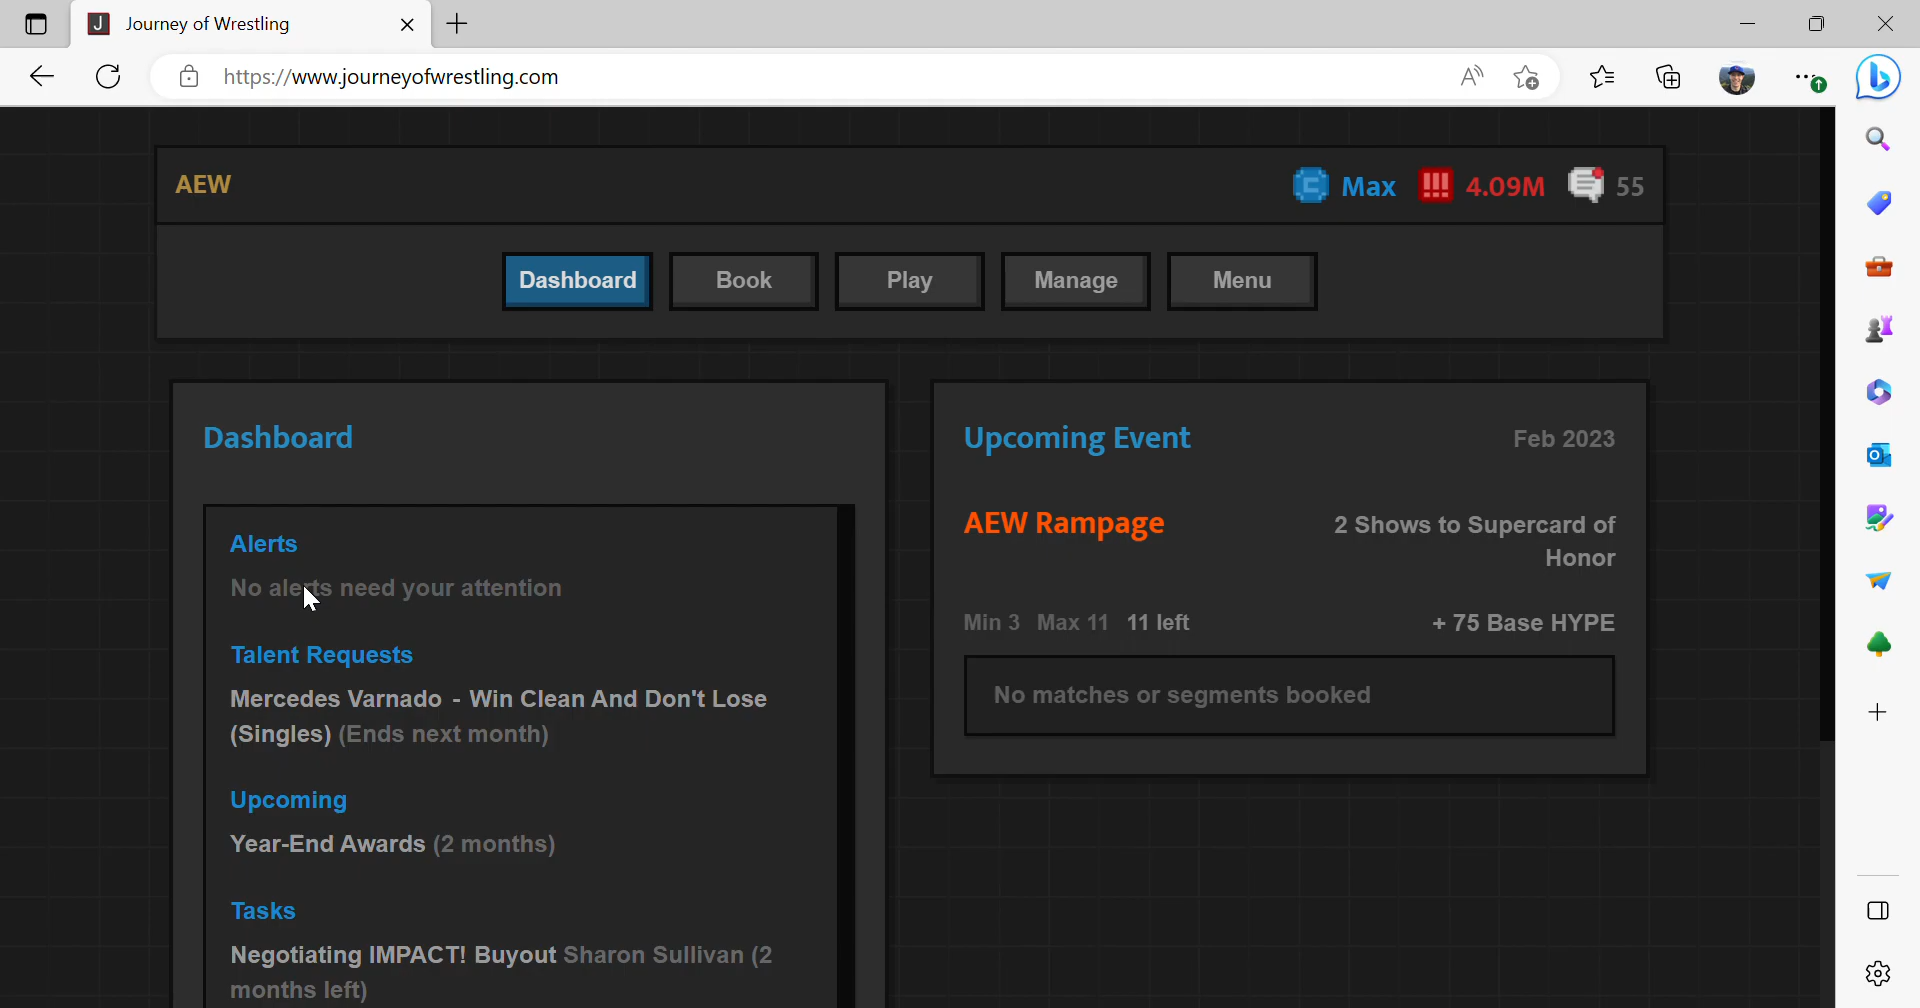 Journey of Wrestling
https://www.journeyofwrestling.com
AEW
Max
4.09M
55
Dashboard
Book
Play
Manage
Menu
Dashboard
Alerts
No alerts need your attention
Talent Requests
Mercedes Varnado - Win Clean And Don't Lose
(Singles) (Ends next month)
Upcoming
Year-End Awards (2 months)
Tasks
Negotiating IMPACT! Buyout Sharon Sullivan (2
months left)
Upcoming Event
Feb 2023
AEW Rampage
2 Shows to Supercard of
Honor
Min 3 Max 11 11 left
+ 75 Base HYPE
No matches or segments booked